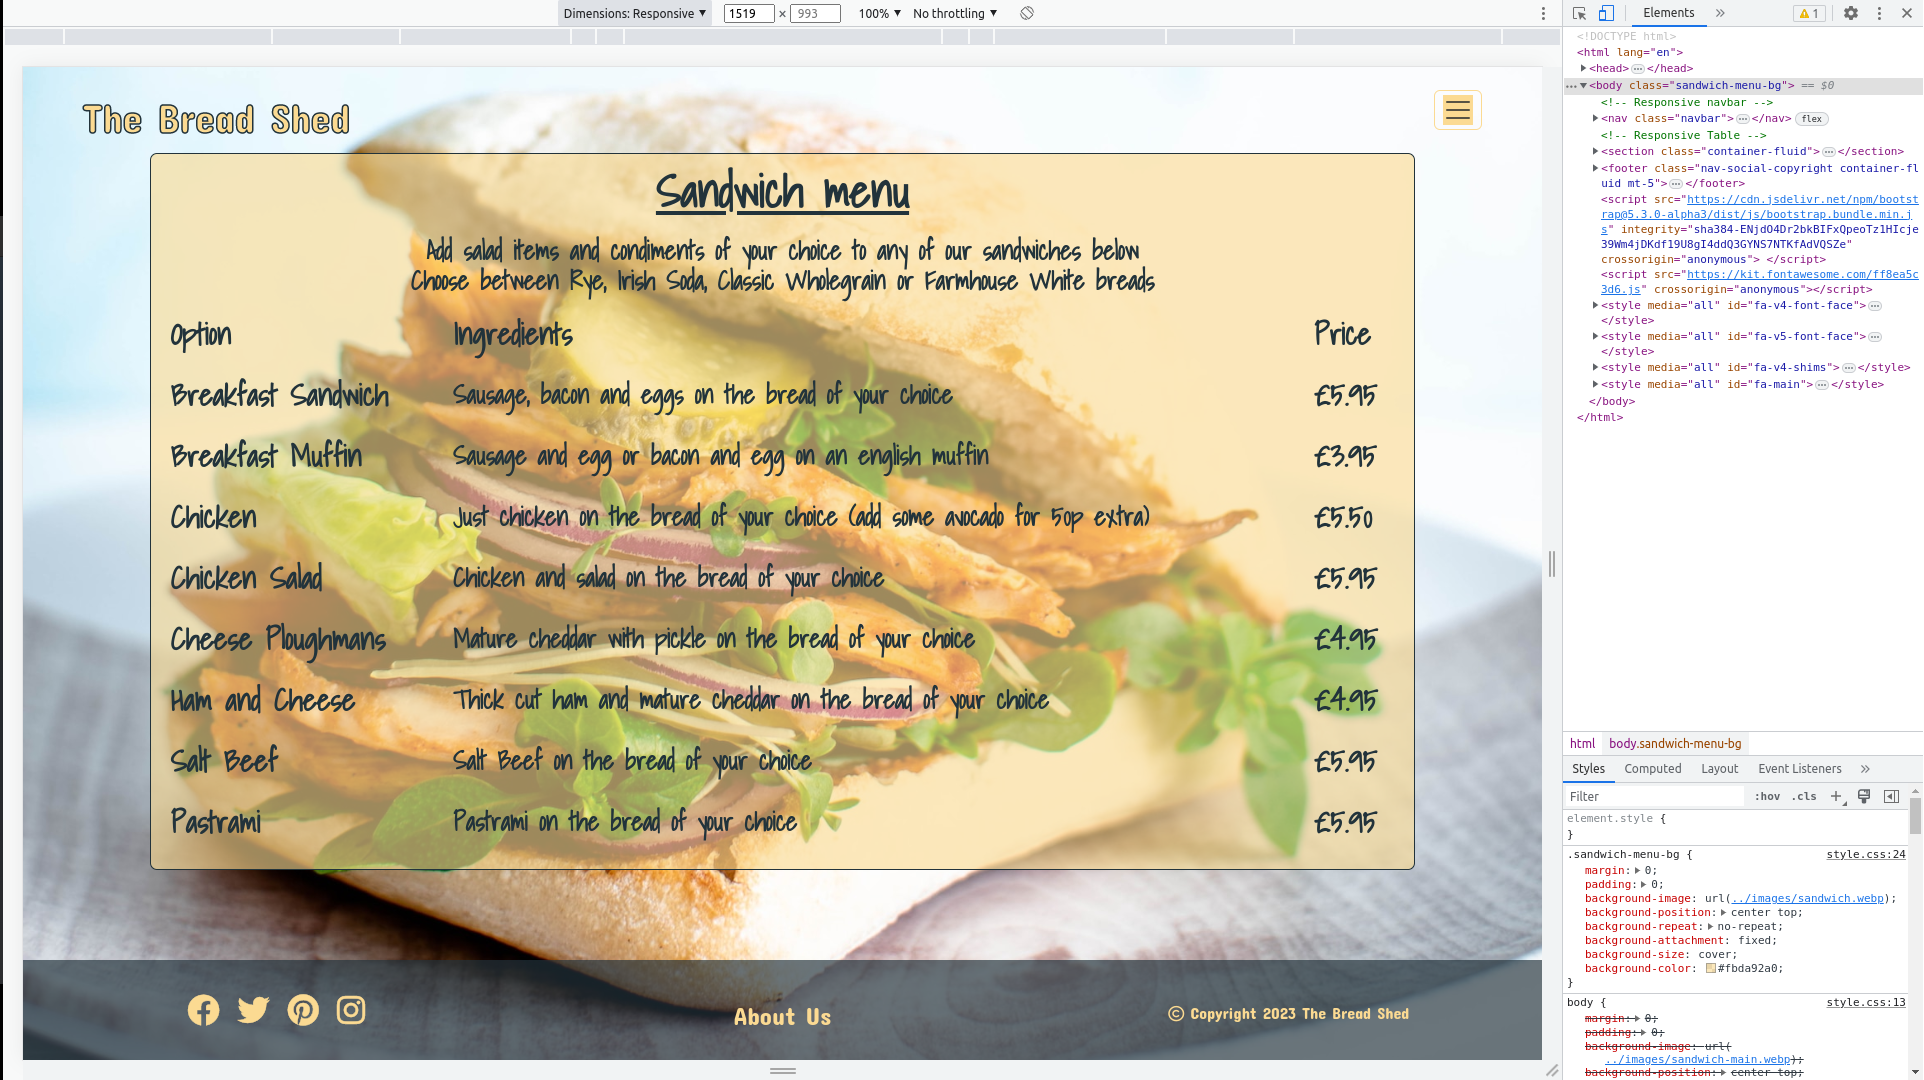 Dimensions: Responsive ▼ 1519 × 993 100% ▼ No throttling ▼
The Bread Shed
Sandwich menu
Add salad items and condiments of your choice to any of our sandwiches below
Choose between Rye, Irish Soda, Classic Wholegrain or Farmhouse White breads
Option Ingredients Price
Breakfast Sandwich Sausage, bacon and eggs on the bread of your choice £5.95
Breakfast Muffin Sausage and egg or bacon and egg on an english muffin £3.95
Chicken Just chicken on the bread of your choice (add some avocado for 50p extra) £5.50
Chicken Salad Chicken and salad on the bread of your choice £5.95
Cheese Ploughmans Mature cheddar with pickle on the bread of your choice £4.95
Ham and Cheese Thick cut ham and mature cheddar on the bread of your choice £4.95
Salt Beef Salt Beef on the bread of your choice £5.95
Pastrami Pastrami on the bread of your choice £5.95
About Us
© Copyright 2023 The Bread Shed
Elements » 1
<!DOCTYPE html>
<html lang="en">
<head> ⋯ </head>
<body class="sandwich-menu-bg"> == $0
<!-- Responsive navbar -->
<nav class="navbar"> ⋯ </nav> flex
<!-- Responsive Table -->
<section class="container-fluid"> ⋯ </section>
<footer class="nav-social-copyright container-fl
uid mt-5"> ⋯ </footer>
<script src="https://cdn.jsdelivr.net/npm/bootst
rap@5.3.0-alpha3/dist/js/bootstrap.bundle.min.j
s" integrity="sha384-ENjdO4Dr2bkBIFxQpeoTz1HIcje
39Wm4jDKdf19U8gI4ddQ3GYNS7NTKfAdVQSZe"
crossorigin="anonymous"> </script>
<script src="https://kit.fontawesome.com/ff8ea5c
3d6.js" crossorigin="anonymous"></script>
<style media="all" id="fa-v4-font-face"> ⋯
</style>
<style media="all" id="fa-v5-font-face"> ⋯
</style>
<style media="all" id="fa-v4-shims"> ⋯ </style>
<style media="all" id="fa-main"> ⋯ </style>
</body>
</html>
html body.sandwich-menu-bg
Styles Computed Layout Event Listeners »
Filter :hov .cls +
element.style {
}
.sandwich-menu-bg { style.css:24
margin: 0;
padding: 0;
background-image: url(../images/sandwich.webp);
background-position: center top;
background-repeat: no-repeat;
background-attachment: fixed;
background-size: cover;
background-color: #fbda92a0;
}
body { style.css:13
margin: 0;
padding: 0;
background-image: url(
../images/sandwich-main.webp);
background-position: center top;